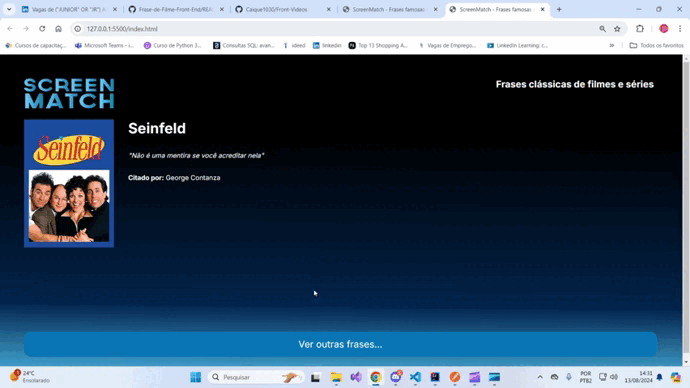 Vagas de ("JUNIOR" OR "JR") A
Frase-de-Filme-Front-End/REA
Caique1030/Front-Videos
ScreenMatch - Frases famosas
ScreenMatch - Frases famosas
127.0.0.1:5500/index.html
Cursos de capacitaç...
Microsoft Teams - I...
Curso de Python 3...
Consultas SQL: avan...
ideed
linkedin
Top 13 Shopping A...
Vagas de Emprego...
LinkedIn Learning: c...
»
Todos os favoritos
SCREEN
MATCH
Frases clássicas de filmes e séries
Seinfeld
Seinfeld
"Não é uma mentira se você acreditar nela"
Citado por: George Contanza
Ver outras frases...
24°C
Ensolarado
Pesquisar
POR
PTB2
14:31
13/08/2024